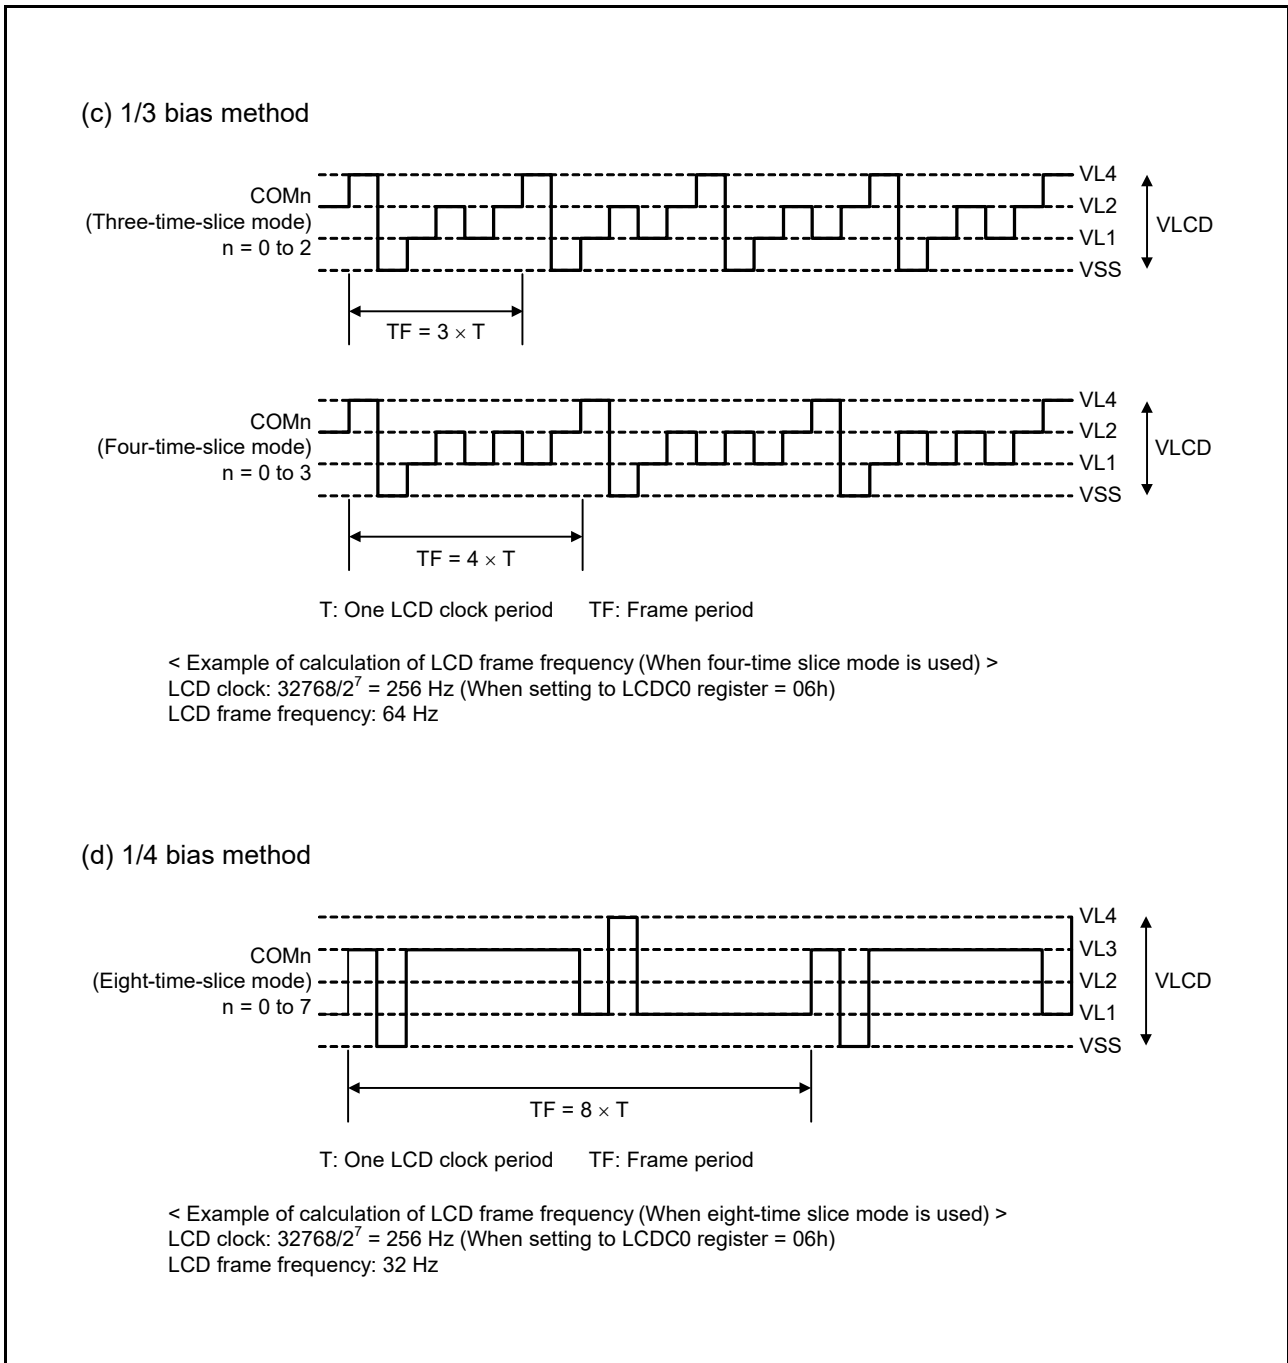 (c) 1/3 bias method
COMn
(Three-time-slice mode)
n = 0 to 2
VL4
VL2
VL1
VSS
VLCD
TF = 3 × T
COMn
(Four-time-slice mode)
n = 0 to 3
VL4
VL2
VL1
VSS
VLCD
TF = 4 × T
T: One LCD clock period TF: Frame period
< Example of calculation of LCD frame frequency (When four-time slice mode is used) >
LCD clock: 32768/2⁷ = 256 Hz (When setting to LCDC0 register = 06h)
LCD frame frequency: 64 Hz
(d) 1/4 bias method
COMn
(Eight-time-slice mode)
n = 0 to 7
VL4
VL3
VL2
VL1
VSS
VLCD
TF = 8 × T
T: One LCD clock period TF: Frame period
< Example of calculation of LCD frame frequency (When eight-time slice mode is used) >
LCD clock: 32768/2⁷ = 256 Hz (When setting to LCDC0 register = 06h)
LCD frame frequency: 32 Hz